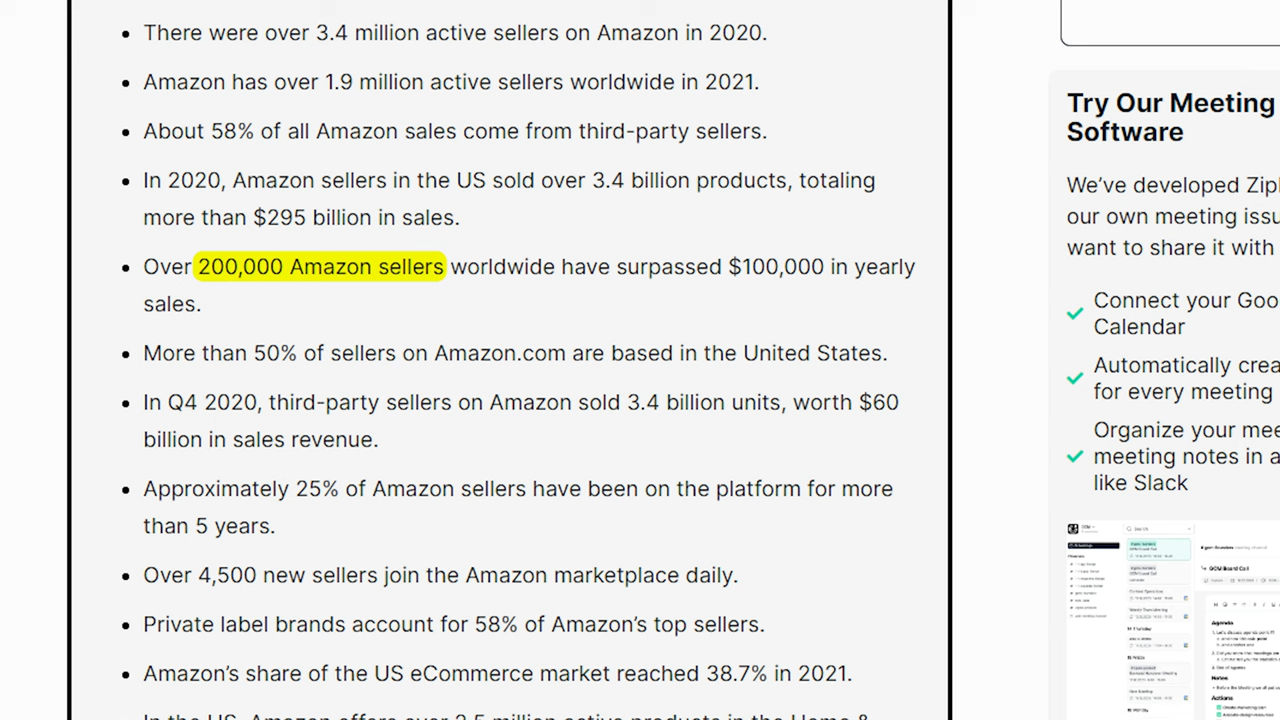 There were over 3.4 million active sellers on Amazon in 2020.
Amazon has over 1.9 million active sellers worldwide in 2021.
About 58% of all Amazon sales come from third-party sellers.
In 2020, Amazon sellers in the US sold over 3.4 billion products, totaling
more than $295 billion in sales.
Over 200,000 Amazon sellers worldwide have surpassed $100,000 in yearly
sales.
More than 50% of sellers on Amazon.com are based in the United States.
In Q4 2020, third-party sellers on Amazon sold 3.4 billion units, worth $60
billion in sales revenue.
Approximately 25% of Amazon sellers have been on the platform for more
than 5 years.
Over 4,500 new sellers join the Amazon marketplace daily.
Private label brands account for 58% of Amazon's top sellers.
Amazon's share of the US eCommerce market reached 38.7% in 2021.
Try Our Meeting
Software
We've developed
our own meeting
want to share it with
Connect your
Calendar
Automatically
for every meeting
Organize your
meeting notes in a
like Slack
GCM Board Call
Agenda
Notes
Actions